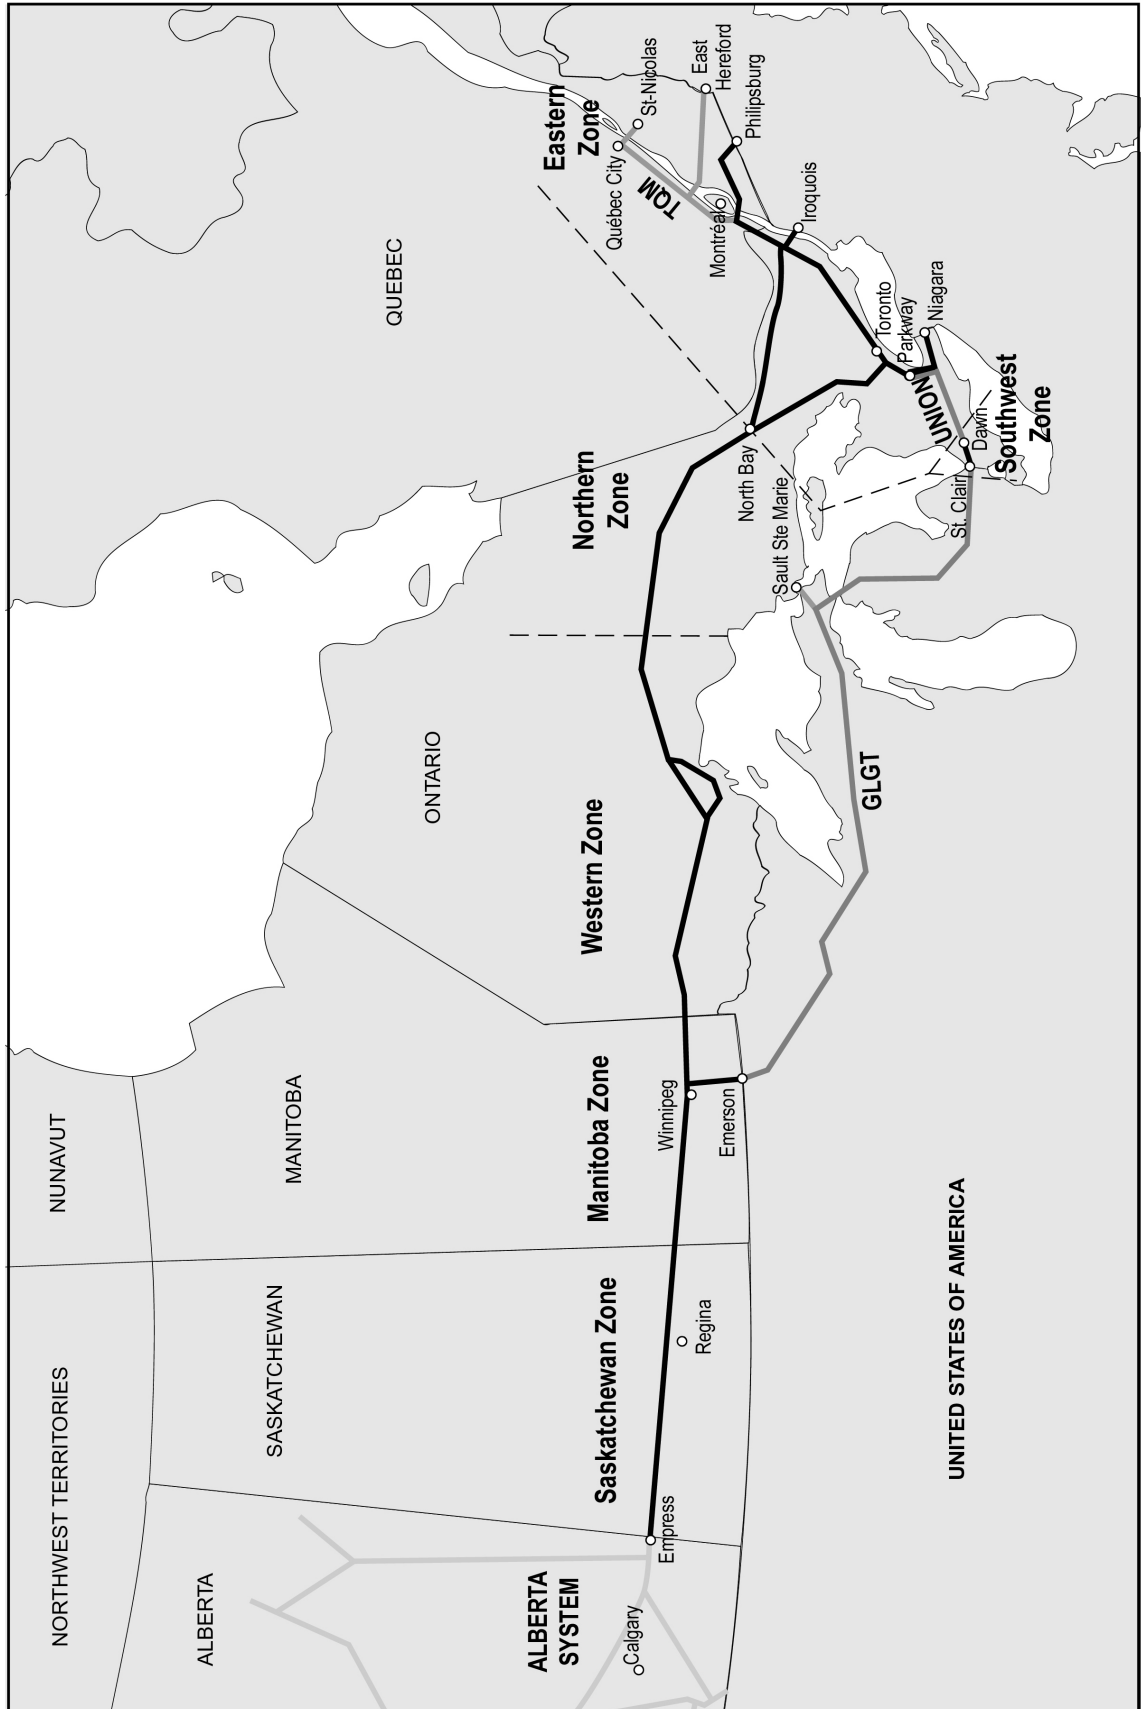 NORTHWEST TERRITORIES
NUNAVUT
ALBERTA
SASKATCHEWAN
MANITOBA
ONTARIO
QUEBEC
ALBERTA
SYSTEM
Saskatchewan Zone
Manitoba Zone
Western Zone
Northern
Zone
Eastern
Zone
Southwest
Zone
Calgary
Empress
Regina
Winnipeg
Emerson
GLGT
Sault Ste Marie
North Bay
St. Clair
Dawn
UNION
Parkway
Toronto
Niagara
Iroquois
Montréal
TQM
Québec City
St-Nicolas
East
Hereford
Philipsburg
UNITED STATES OF AMERICA